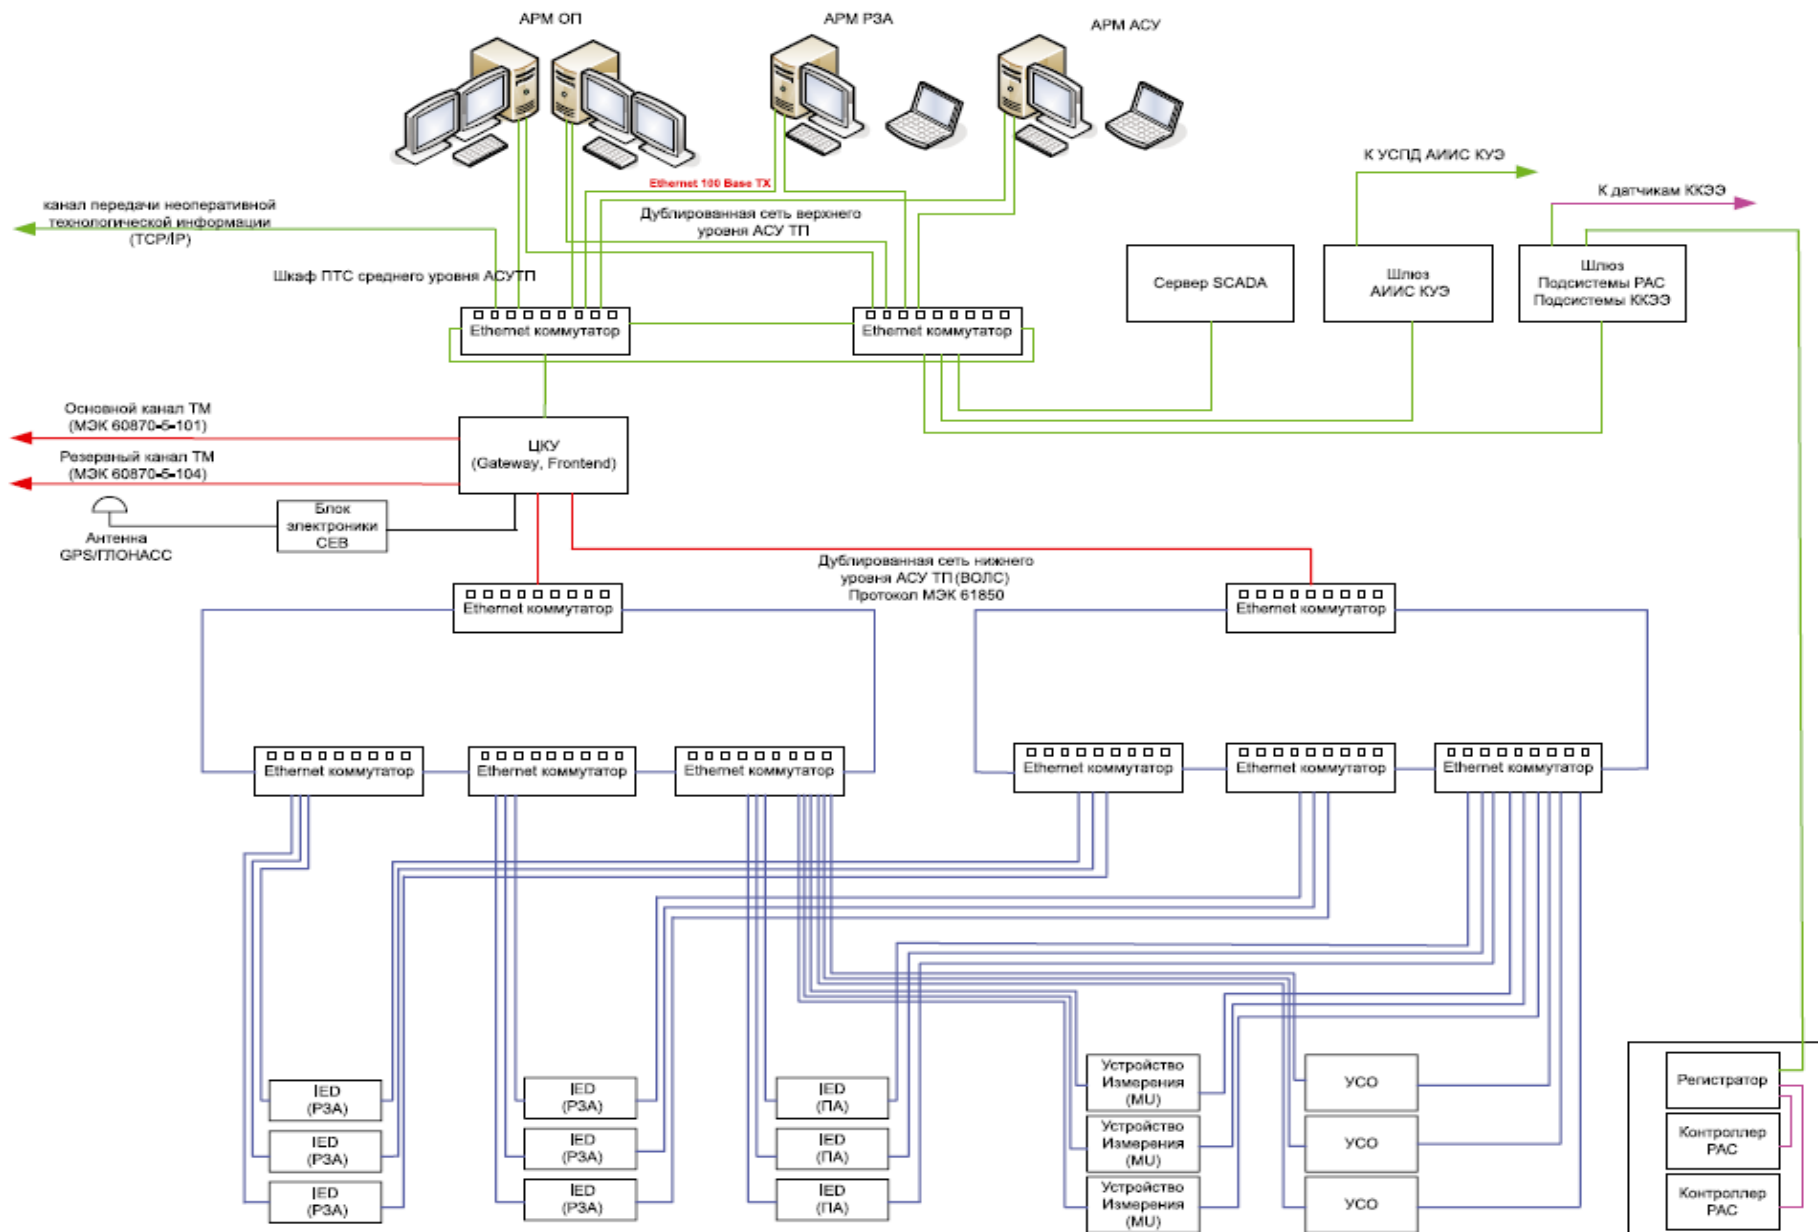 АРМ ОП
АРМ РЗА
АРМ АСУ
К УСПД АИИС КУЭ
Ethernet 100 Base TX
К датчикам ККЭЭ
канал передачи неоперативной
технологической информации
(TCP/IP)
Дублированная сеть верхнего
уровня АСУ ТП
Шкаф ПТС среднего уровня АСУТП
Сервер SCADA
Шлюз
АИИС КУЭ
Шлюз
Подсистемы РАС
Подсистемы ККЭЭ
Ethernet коммутатор
Ethernet коммутатор
Основной канал ТМ
(МЭК 60870-5-101)
Резервный канал ТМ
(МЭК 60870-5-104)
ЦКУ
(Gateway, Frontend)
Блок
электроники
СЕВ
Антенна
GPS/ГЛОНАСС
Дублированная сеть нижнего
уровня АСУ ТП (ВОЛС)
Протокол МЭК 61850
Ethernet коммутатор
Ethernet коммутатор
Ethernet коммутатор
Ethernet коммутатор
Ethernet коммутатор
Ethernet коммутатор
Ethernet коммутатор
Ethernet коммутатор
IED
(РЗА)
IED
(РЗА)
IED
(ПА)
Устройство
Измерения
(MU)
УСО
Регистратор
IED
(РЗА)
IED
(РЗА)
IED
(ПА)
Устройство
Измерения
(MU)
УСО
Контроллер
РАС
IED
(РЗА)
IED
(РЗА)
IED
(ПА)
Устройство
Измерения
(MU)
УСО
Контроллер
РАС